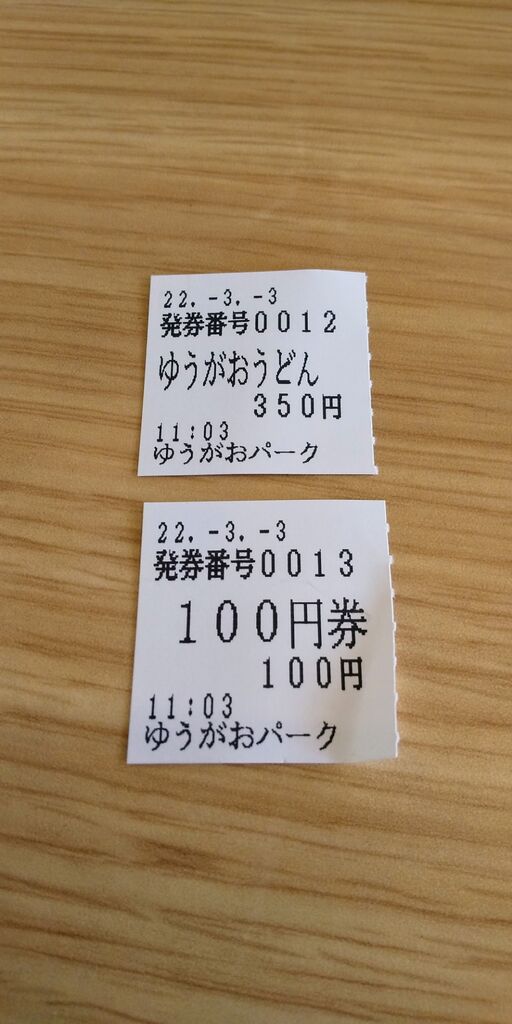 22.-3.-3
発券番号0012
ゆうがおうどん
350円
11:03
ゆうがおパーク
22.-3.-3
発券番号0013
100円券
100円
11:03
ゆうがおパーク